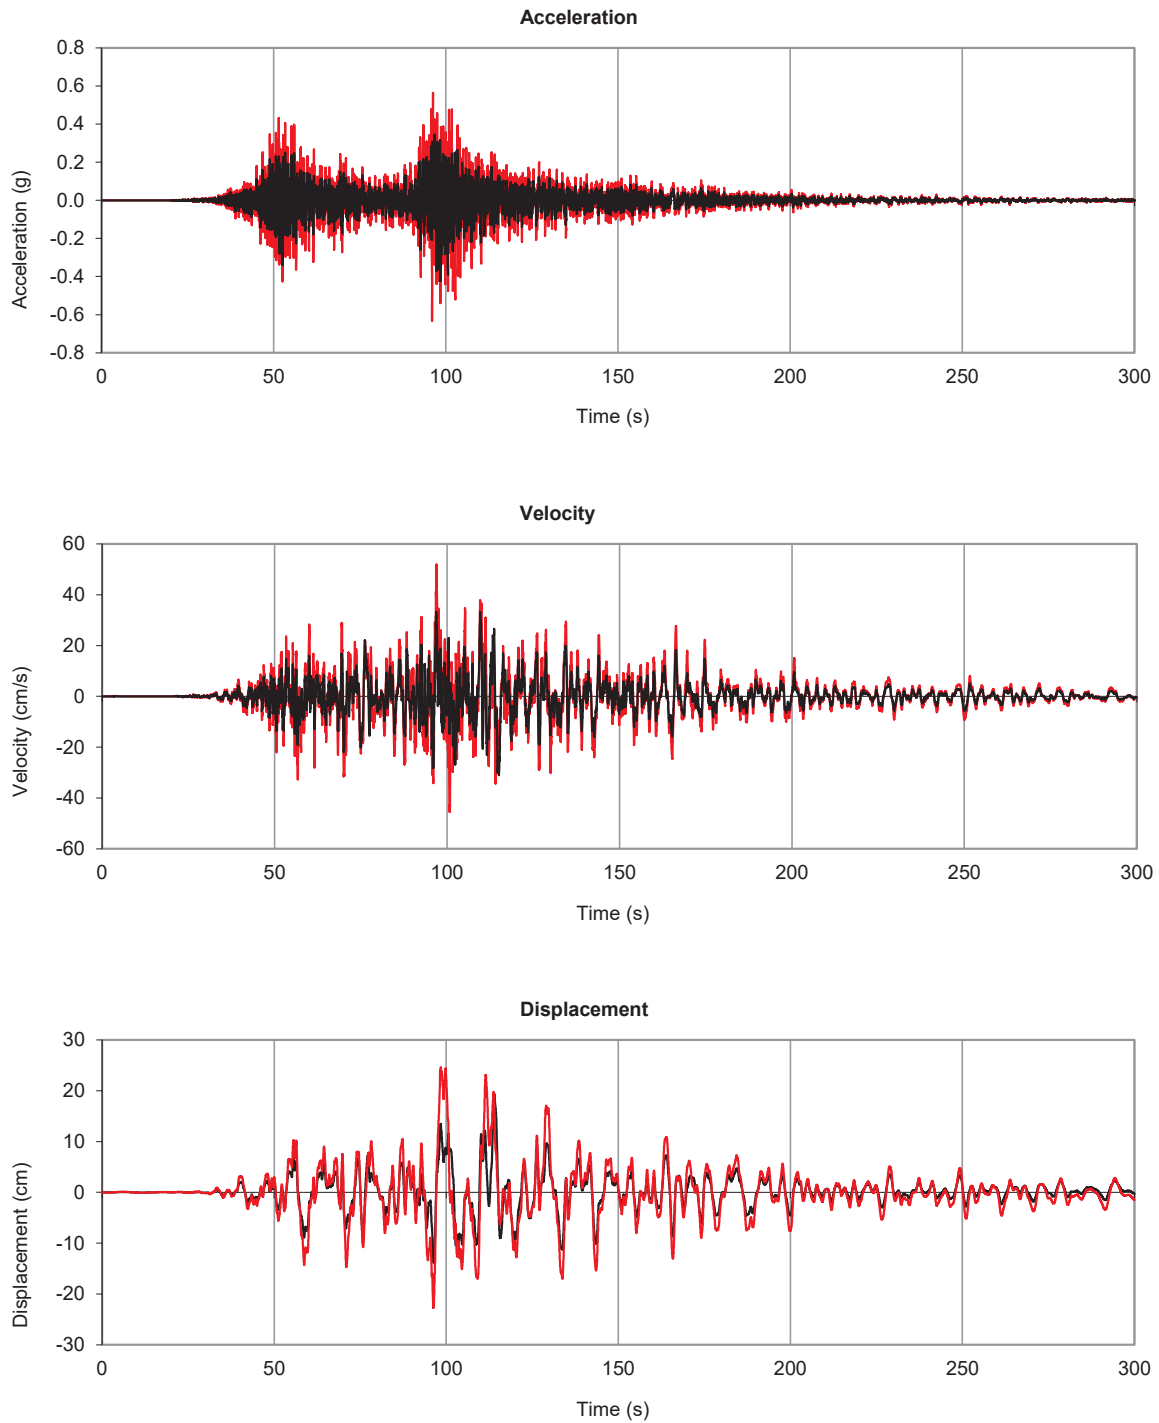 Acceleration
0.8
0.6
0.4
0.2
0.0
-0.2
-0.4
-0.6
-0.8
Acceleration (g)
0 50 100 150 200 250 300
Time (s)
Velocity
60
40
20
0
-20
-40
-60
Velocity (cm/s)
0 50 100 150 200 250 300
Time (s)
Displacement
30
20
10
0
-10
-20
-30
Displacement (cm)
0 50 100 150 200 250 300
Time (s)